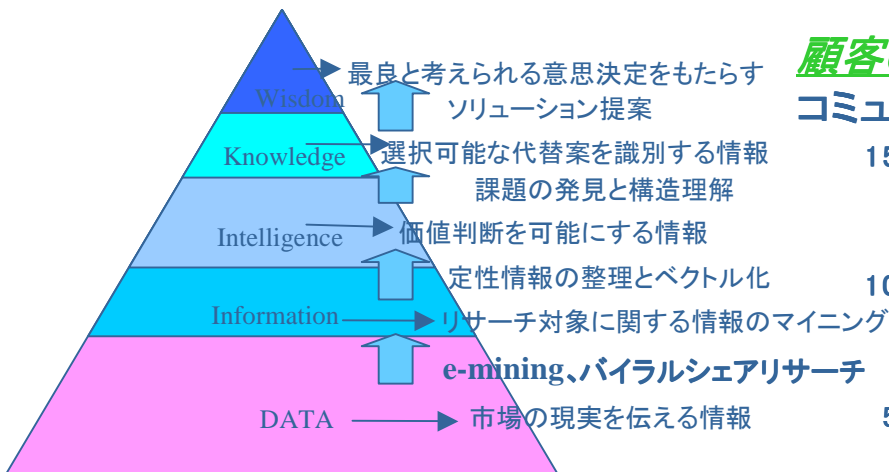 顧客
コミュ
Wisdom
最良と考えられる意思決定をもたらす
ソリューション提案
Knowledge
選択可能な代替案を識別する情報
15
課題の発見と構造理解
Intelligence
価値判断を可能にする情報
定性情報の整理とベクトル化
10
Information
リサーチ対象に関する情報のマイニング
e-mining、バイラルシェアリサーチ
DATA
市場の現実を伝える情報
5